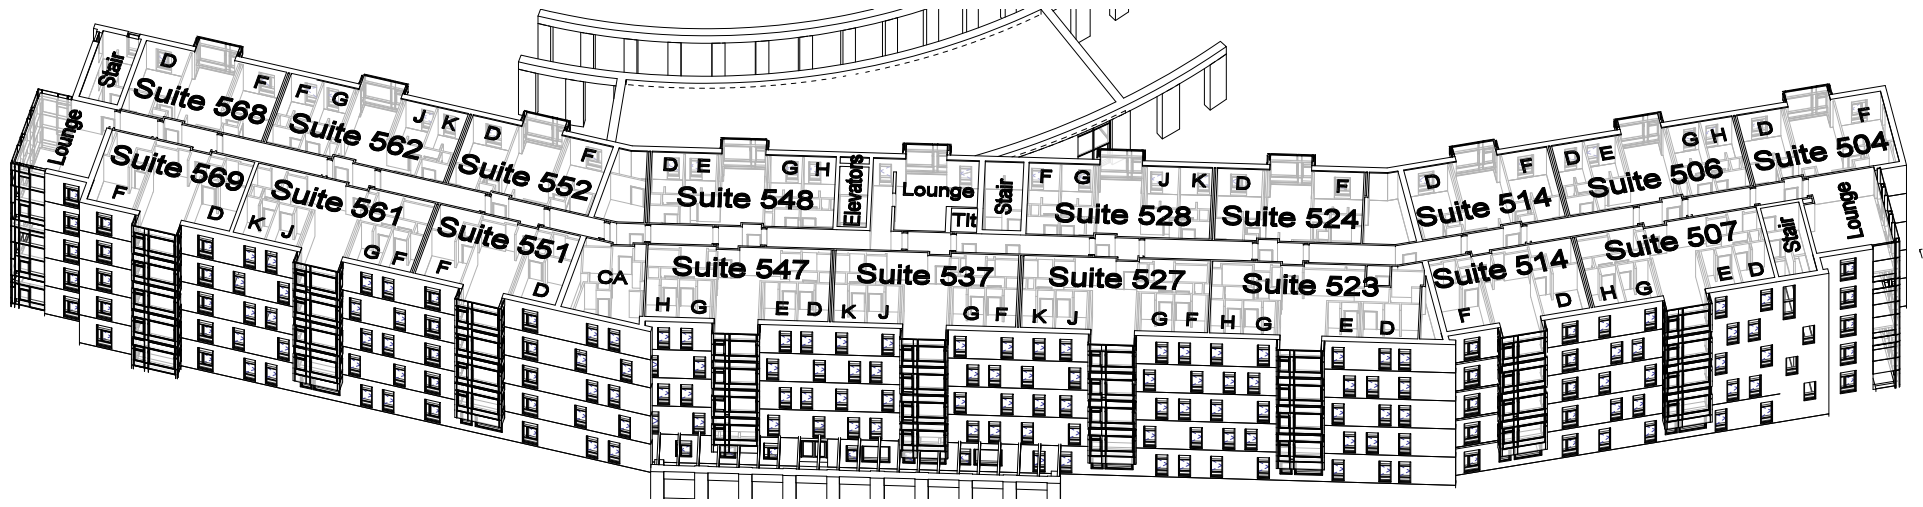 Stair
D
F
Suite 568
F
G
J
K
Suite 562
D
F
Suite 552
D
E
G
H
Suite 548
Elevators
Lounge
Tlt
Stair
F
G
J
K
Suite 528
D
F
Suite 524
D
F
Suite 514
D
E
G
H
Suite 506
D
F
Suite 504
Lounge
Suite 569
F
D
Suite 561
K
J
G
F
Suite 551
F
D
CA
Suite 547
H
G
E
D
Suite 537
K
J
G
F
Suite 527
K
J
G
F
Suite 523
H
G
E
D
Suite 514
F
D
Suite 507
H
G
E
D
Stair
Lounge